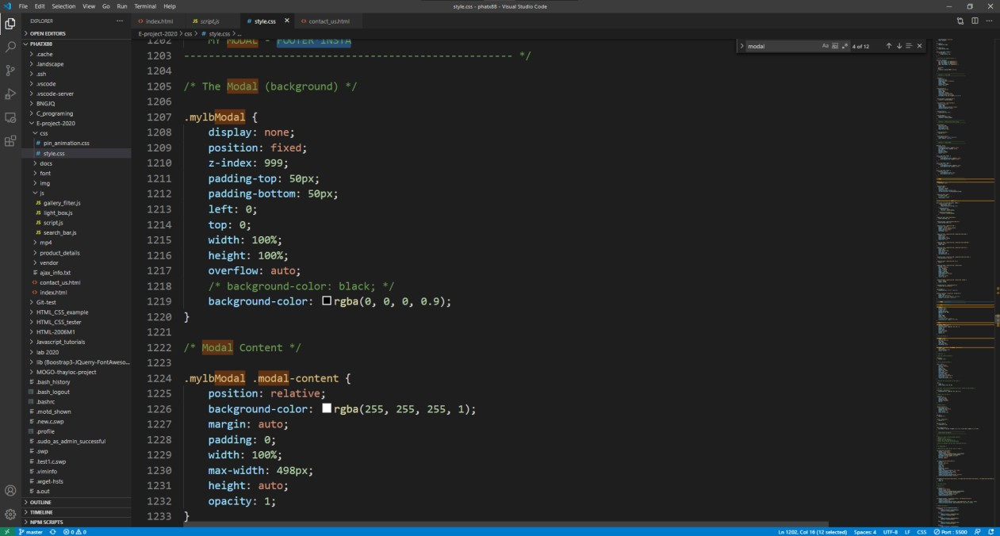 File Edit Selection View Go Run Terminal Help
style.css - phatx88 - Visual Studio Code
EXPLORER
OPEN EDITORS
PHATX88
.cache
.landscape
.ssh
.vscode
.vscode-server
BNGJQ
C_programing
E-project-2020
css
# pin_animation.css
# style.css
docs
font
img
js
JS gallery_filter.js
JS light_box.js
JS script.js
JS search_bar.js
mp4
product_details
vendor
ajax_info.txt
<> contact_us.html
<> index.html
Git-test
HTML_CSS_example
HTML_CSS_tester
HTML-2006M1
Javascript_tutorials
lab 2020
lib (Boostrap3-JQuerry-FontAweso...
MOGO-thayloc-project
.bash_history
.bash_logout
.bashrc
.motd_shown
.new.c.swp
.profile
.sudo_as_admin_successful
.swp
.test1.c.swp
.viminfo
.wget-hsts
a.out
OUTLINE
TIMELINE
NPM SCRIPTS
<> index.html JS script.js # style.css <> contact_us.html
E-project-2020 > css > # style.css > ...
modal Aa 4 of 12
1202 MY MODAL - FOOTER INSTA
1203 ----------------------------------------------------- */
1204
1205 /* The Modal (background) */
1206
1207 .mylbModal {
1208 display: none;
1209 position: fixed;
1210 z-index: 999;
1211 padding-top: 50px;
1212 padding-bottom: 50px;
1213 left: 0;
1214 top: 0;
1215 width: 100%;
1216 height: 100%;
1217 overflow: auto;
1218 /* background-color: black; */
1219 background-color: rgba(0, 0, 0, 0.9);
1220 }
1221
1222 /* Modal Content */
1223
1224 .mylbModal .modal-content {
1225 position: relative;
1226 background-color: rgba(255, 255, 255, 1);
1227 margin: auto;
1228 padding: 0;
1229 width: 100%;
1230 max-width: 498px;
1231 height: auto;
1232 opacity: 1;
1233 }
master 0 0 Ln 1202, Col 16 (12 selected) Spaces: 4 UTF-8 LF CSS Port : 5500